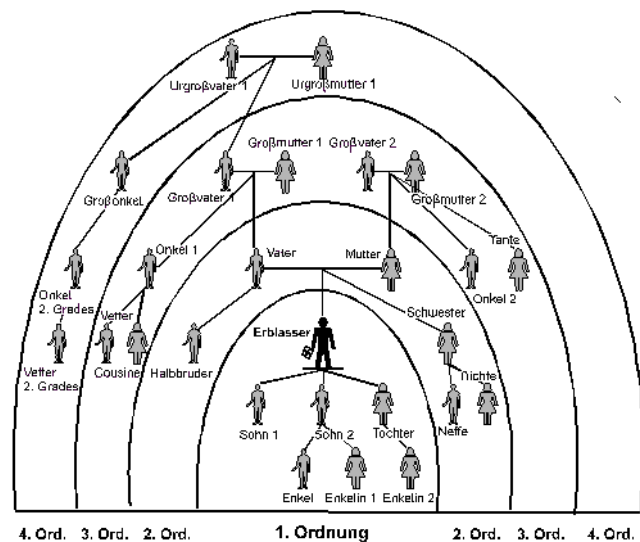 Urgroßvater 1
Urgroßmutter 1
Großmutter 1
Großvater 2
Großonkel
Großvater 1
Großmutter 2
Onkel 1
Vater
Mutter
Tante
Onkel
2. Grades
Onkel 2
Vetter
Schwester
Erblasser
Vetter
2. Grades
Cousine
Halbbruder
Nichte
Sohn 1
Sohn 2
Tochter
Neffe
Enkel
Enkelin 1
Enkelin 2
4. Ord.
3. Ord.
2. Ord.
1. Ordnung
2. Ord.
3. Ord.
4. Ord.